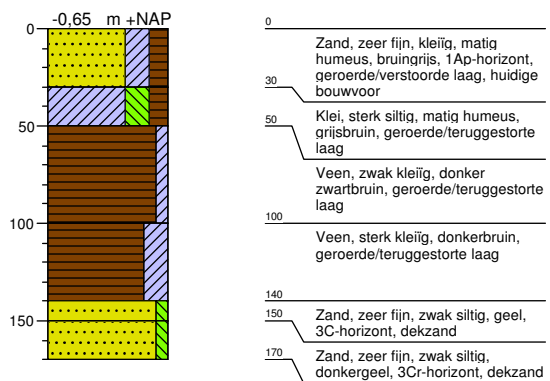 -0,65 m +NAP
0
50
100
150
0
Zand, zeer fijn, kleiïg, matig
humeus, bruingrijs, 1Ap-horizont,
geroerde/verstoorde laag, huidige
bouwvoor
30
Klei, sterk siltig, matig humeus,
grijsbruin, geroerde/teruggestorte
laag
50
Veen, zwak kleiïg, donker
zwartbruin, geroerde/teruggestorte
laag
100
Veen, sterk kleiïg, donkerbruin,
geroerde/teruggestorte laag
140
Zand, zeer fijn, zwak siltig, geel,
3C-horizont, dekzand
150
Zand, zeer fijn, zwak siltig,
donkergeel, 3Cr-horizont, dekzand
170